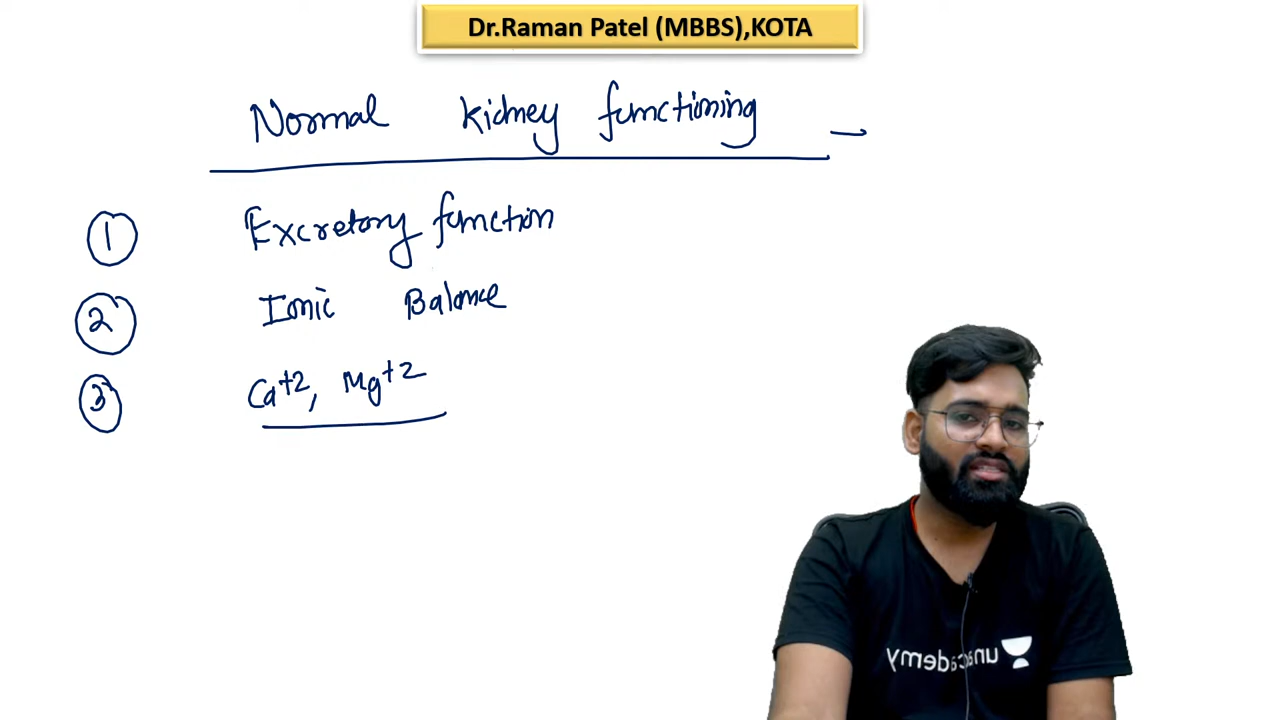 Dr.Raman Patel (MBBS),KOTA
Normal kidney functioning →
1 Excretory function
2 Ionic Balance
3 Ca+2, Mg+2
unacademy